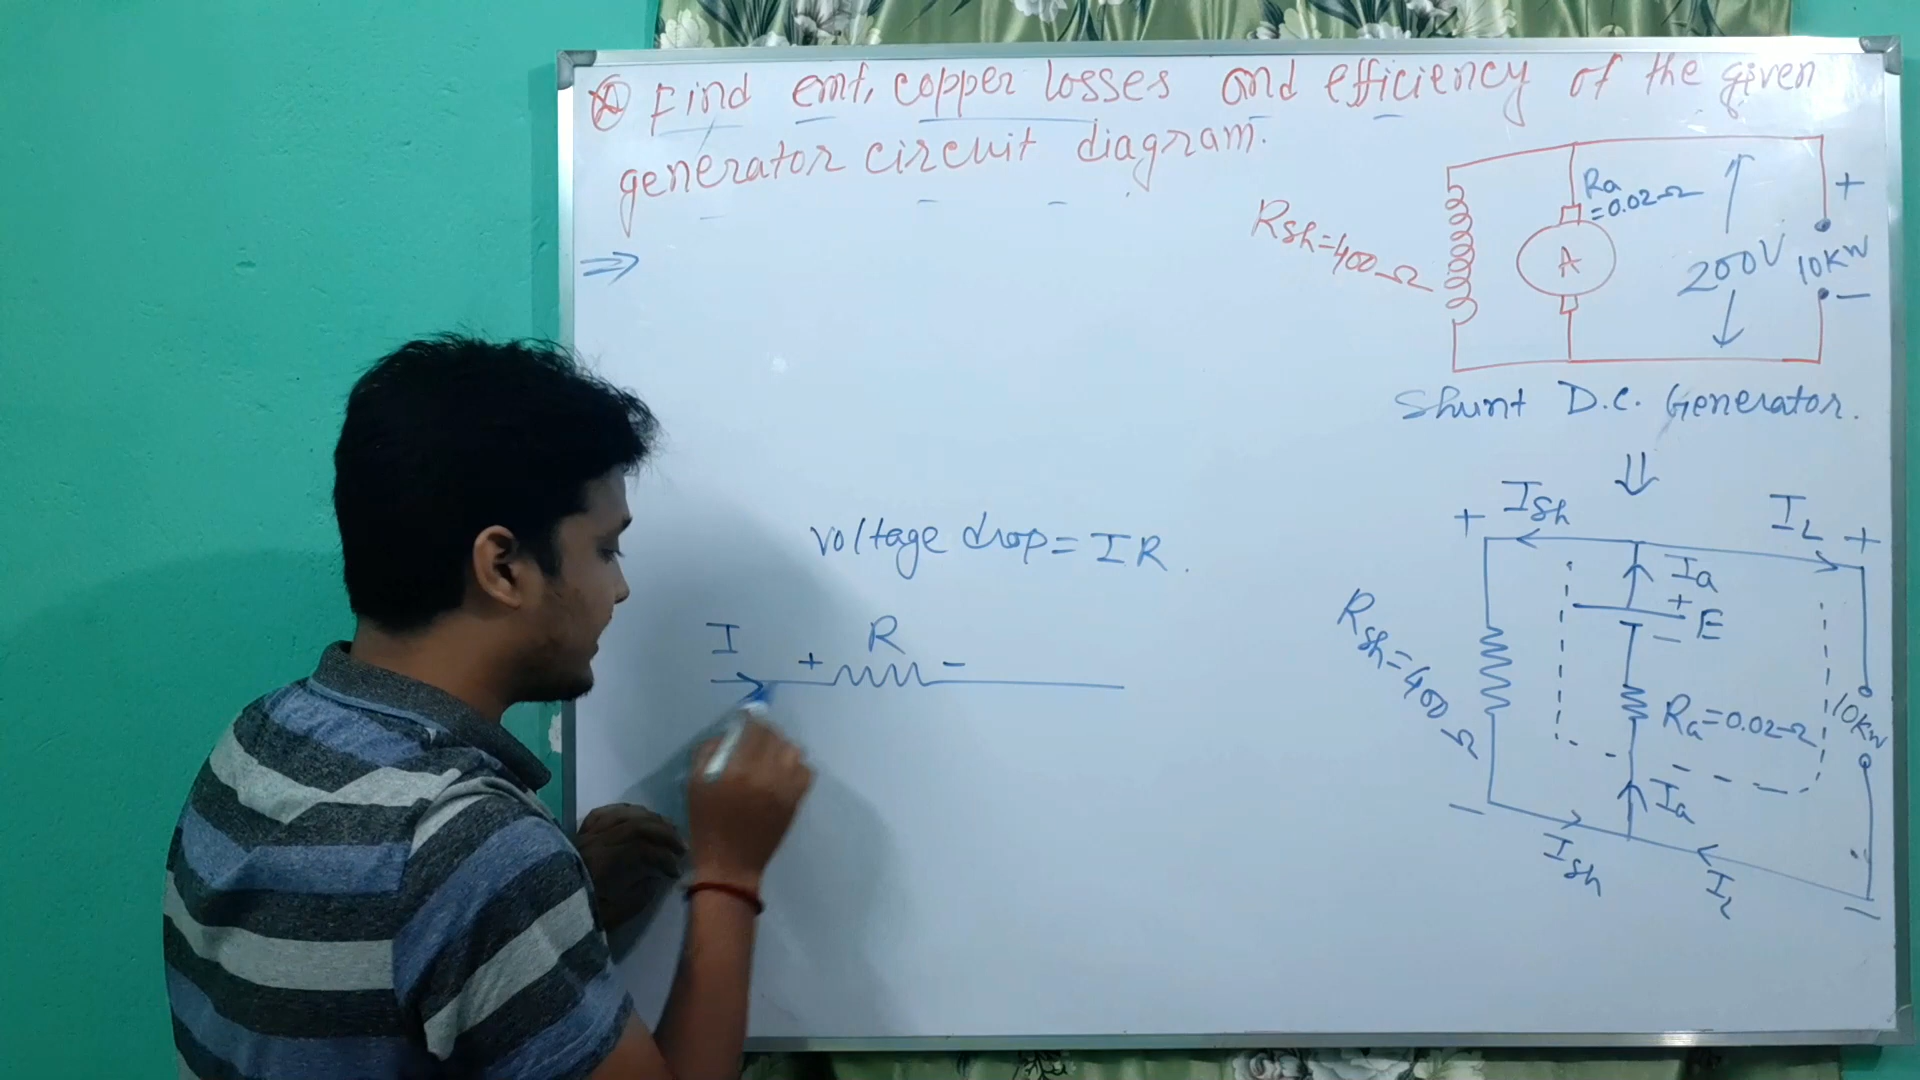 Find emf, copper losses and efficiency of the given
generator circuit diagram.
⇒
Ra
=0.02Ω
Rsh=400Ω
A
200V
+
10KW
−
Shunt D.C. Generator.
⇓
+ Ish
IL +
Ia
+
E
−
Rsh=400Ω
Ra=0.02Ω
10KW
Ia
−
Ish
IL
−
voltage drop = IR.
I
+ R −